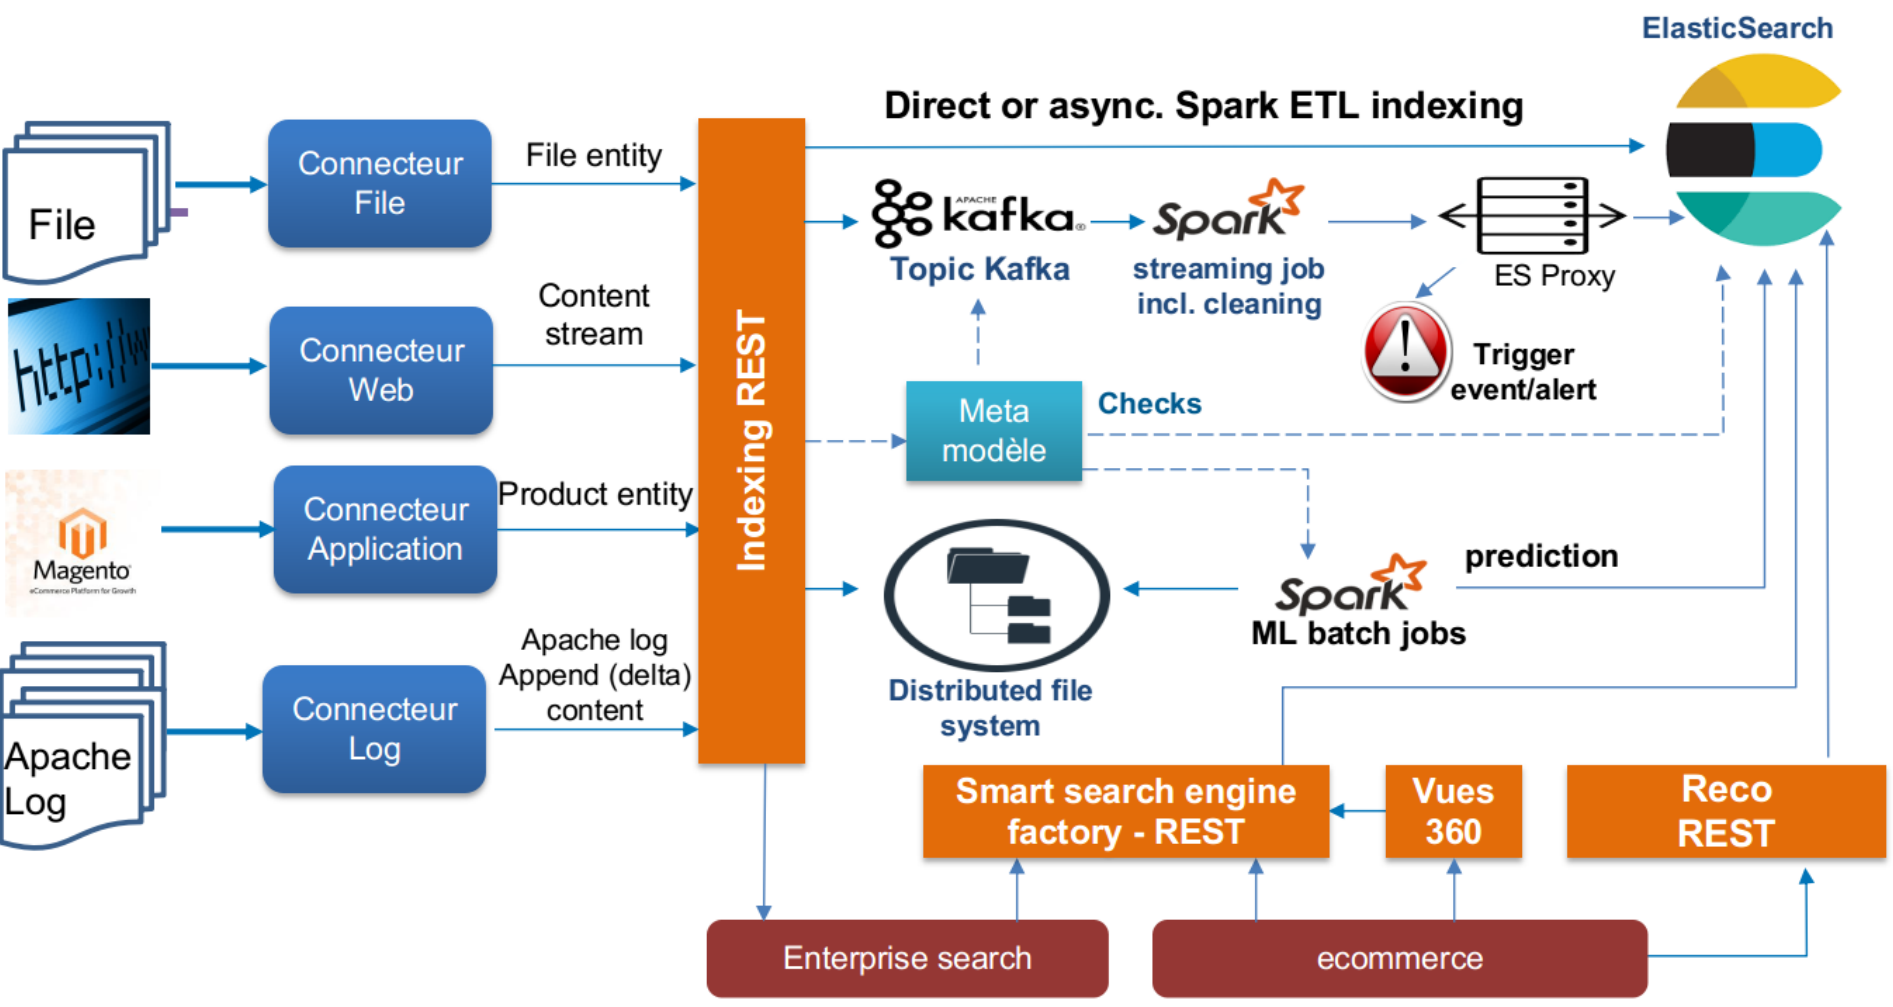 ElasticSearch
Direct or async. Spark ETL indexing
File
Connecteur
File
File entity
APACHE
kafka®
Topic Kafka
Spark
streaming job
incl. cleaning
ES Proxy
http://w
Connecteur
Web
Content
stream
Indexing REST
Trigger
event/alert
Meta
modèle
Checks
Magento
eCommerce Platform for Growth
Connecteur
Application
Product entity
Spark
ML batch jobs
prediction
Distributed file
system
Apache
Log
Connecteur
Log
Apache log
Append (delta)
content
Smart search engine
factory - REST
Vues
360
Reco
REST
Enterprise search
ecommerce